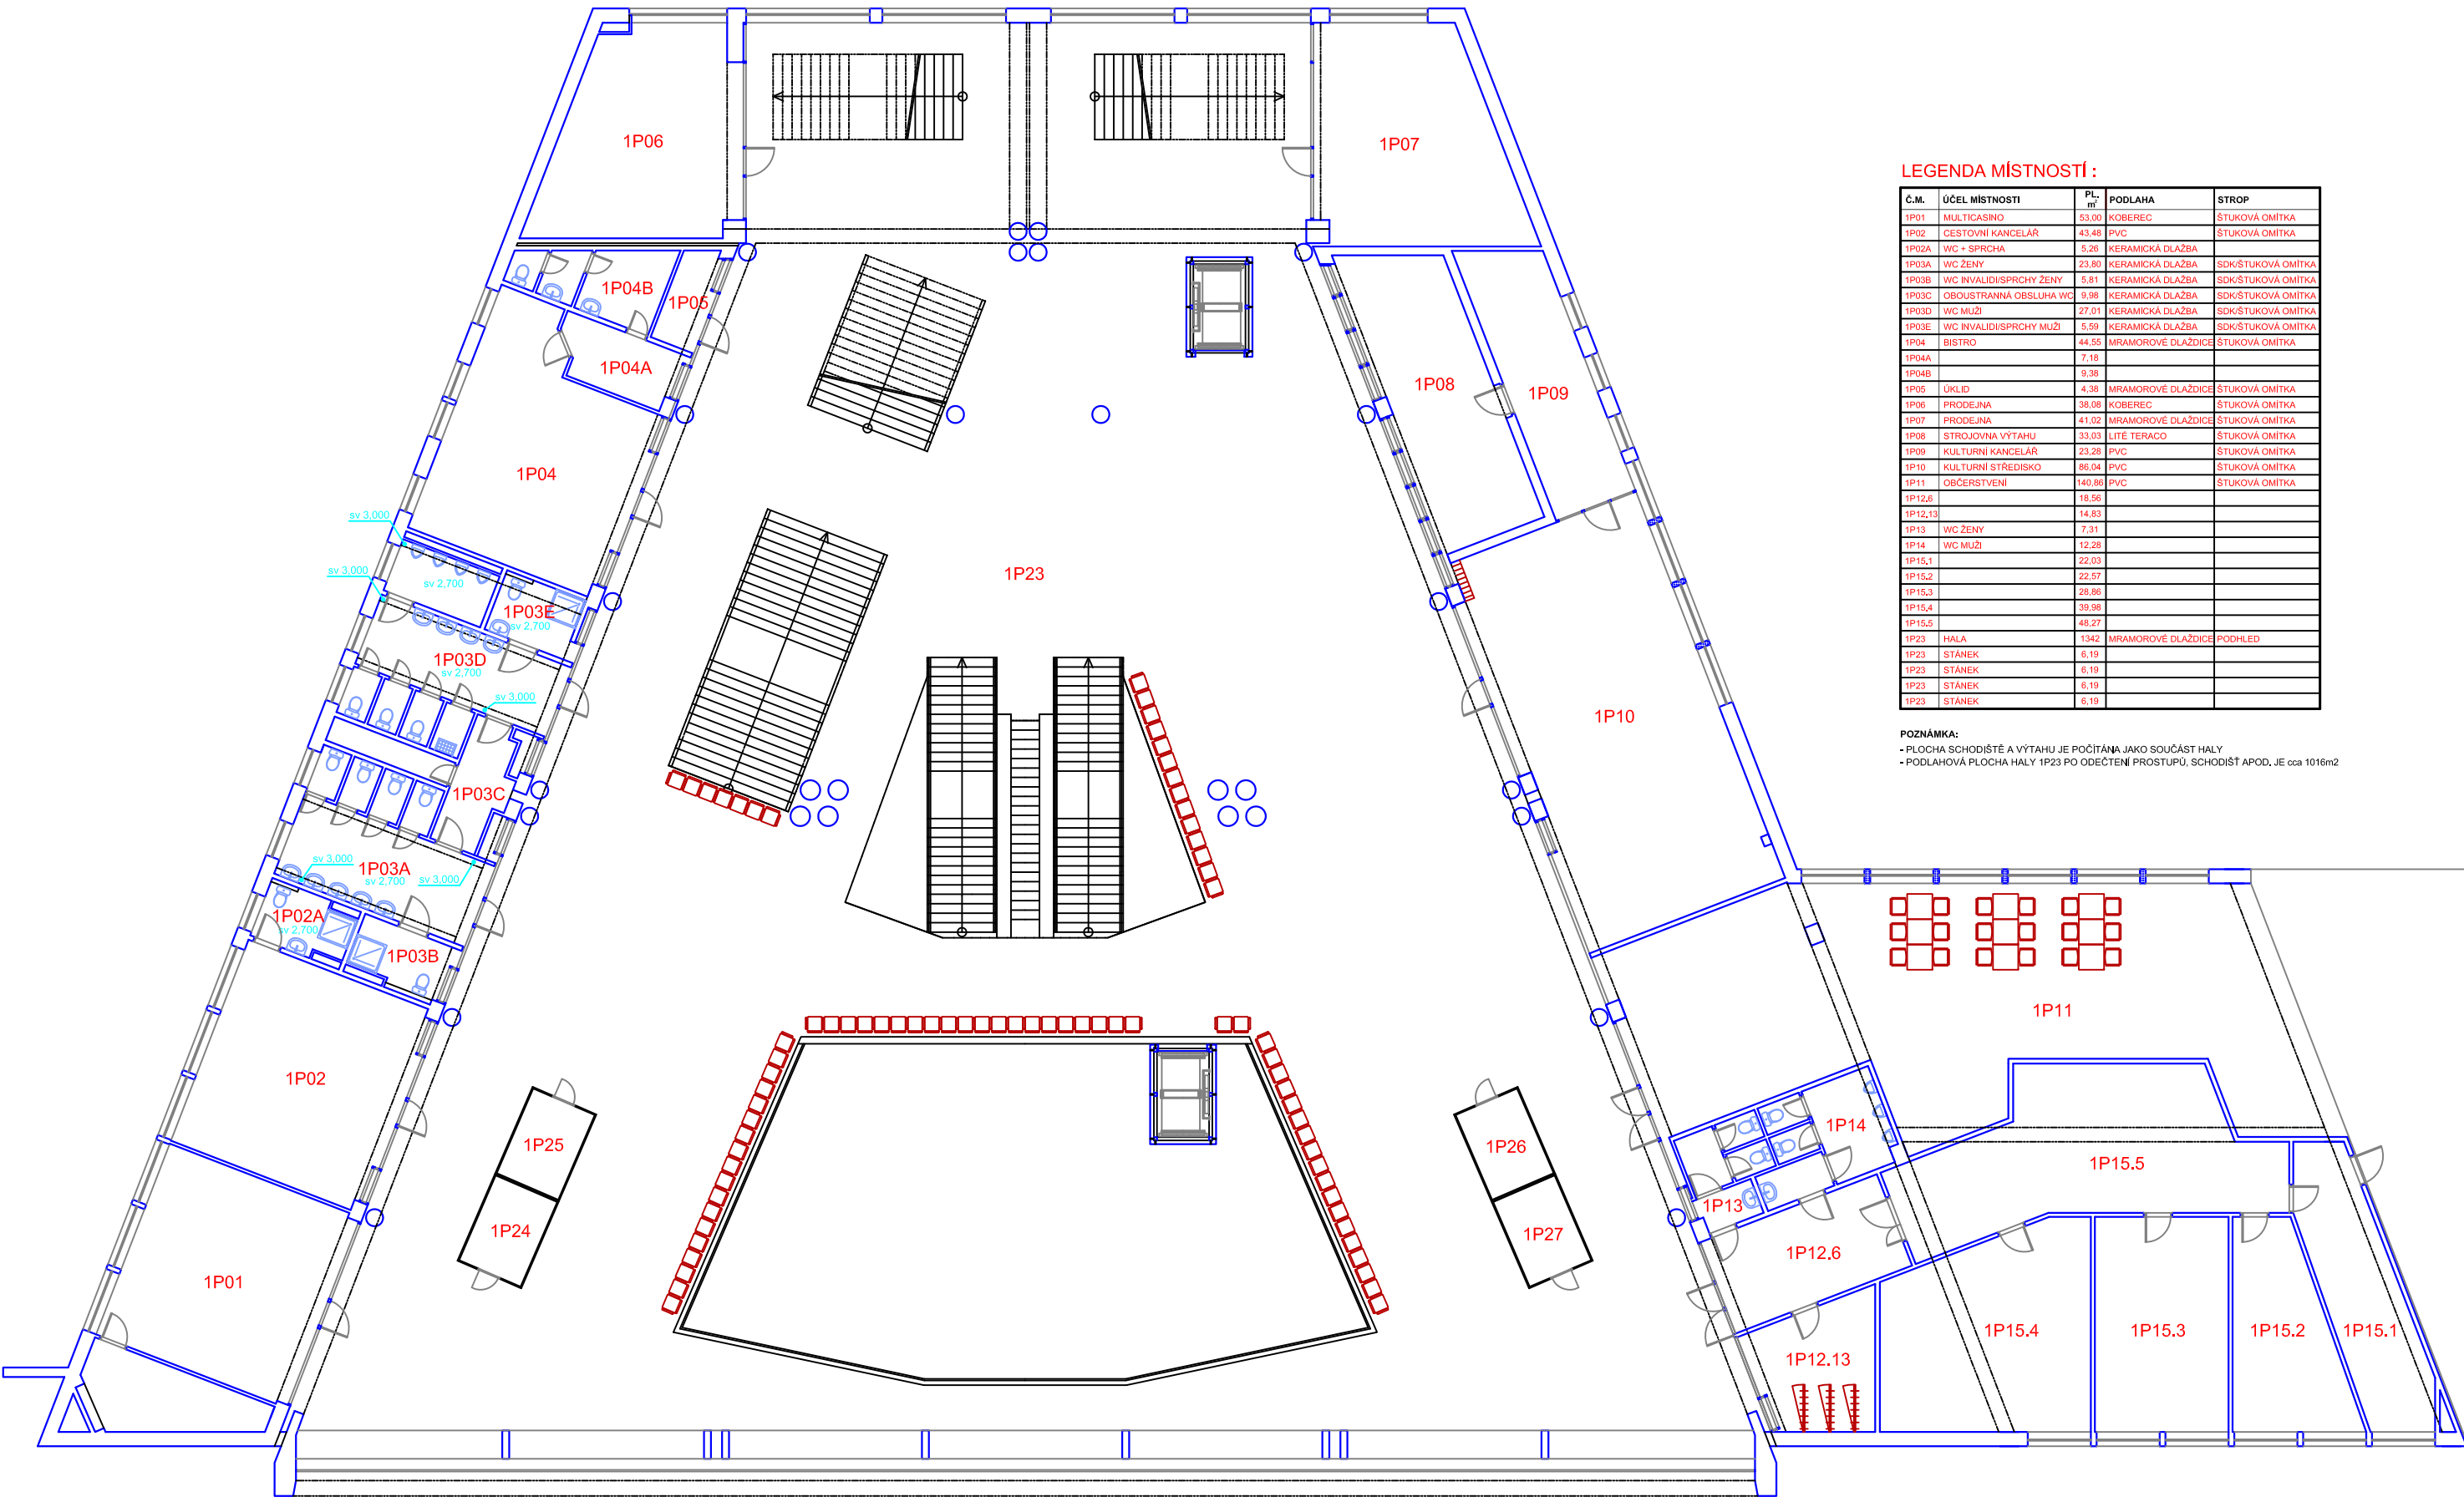 1P06
1P07
LEGENDA MÍSTNOSTÍ :
Č.M. ÚČEL MÍSTNOSTI PL. m² PODLAHA STROP
1P01 MULTICASINO 53,00 KOBEREC ŠTUKOVÁ OMÍTKA
1P02 CESTOVNÍ KANCELÁŘ 43,48 PVC ŠTUKOVÁ OMÍTKA
1P02A WC + SPRCHA 5,26 KERAMICKÁ DLAŽBA
1P03A WC ŽENY 23,80 KERAMICKÁ DLAŽBA SDK/ŠTUKOVÁ OMÍTKA
1P03B WC INVALIDI/SPRCHY ŽENY 5,81 KERAMICKÁ DLAŽBA SDK/ŠTUKOVÁ OMÍTKA
1P03C OBOUSTRANNÁ OBSLUHA WC 9,98 KERAMICKÁ DLAŽBA SDK/ŠTUKOVÁ OMÍTKA
1P03D WC MUŽI 27,01 KERAMICKÁ DLAŽBA SDK/ŠTUKOVÁ OMÍTKA
1P03E WC INVALIDI/SPRCHY MUŽI 5,59 KERAMICKÁ DLAŽBA SDK/ŠTUKOVÁ OMÍTKA
1P04 BISTRO 44,55 MRAMOROVÉ DLAŽDICE ŠTUKOVÁ OMÍTKA
1P04A 7,18
1P04B 9,38
1P05 ÚKLID 4,38 MRAMOROVÉ DLAŽDICE ŠTUKOVÁ OMÍTKA
1P06 PRODEJNA 38,08 KOBEREC ŠTUKOVÁ OMÍTKA
1P07 PRODEJNA 41,02 MRAMOROVÉ DLAŽDICE ŠTUKOVÁ OMÍTKA
1P08 STROJOVNA VÝTAHU 33,03 LITÉ TERACO ŠTUKOVÁ OMÍTKA
1P09 KULTURNÍ KANCELÁŘ 23,28 PVC ŠTUKOVÁ OMÍTKA
1P10 KULTURNÍ STŘEDISKO 86,04 PVC ŠTUKOVÁ OMÍTKA
1P11 OBČERSTVENÍ 140,86 PVC ŠTUKOVÁ OMÍTKA
1P12.6 18,56
1P12.13 14,83
1P13 WC ŽENY 7,31
1P14 WC MUŽI 12,28
1P15.1 22,03
1P15.2 22,57
1P15.3 28,86
1P15.4 39,98
1P15.5 48,27
1P23 HALA 1342 MRAMOROVÉ DLAŽDICE PODHLED
1P23 STÁNEK 6,19
1P23 STÁNEK 6,19
1P23 STÁNEK 6,19
1P23 STÁNEK 6,19
POZNÁMKA:
- PLOCHA SCHODIŠTĚ A VÝTAHU JE POČÍTÁNA JAKO SOUČÁST HALY
- PODLAHOVÁ PLOCHA HALY 1P23 PO ODEČTENÍ PROSTUPŮ, SCHODIŠŤ APOD. JE cca 1016m2
1P04B
1P05
1P04A
1P08
1P09
1P04
sv 3,000
sv 3,000
sv 2,700
1P23
1P03E
sv 2,700
1P03D
sv 2,700
sv 3,000
1P10
1P03C
sv 3,000
1P03A
sv 2,700
sv 3,000
1P02A
sv 2,700
1P03B
1P11
1P02
1P25
1P26
1P14
1P15.5
1P24
1P27
1P13
1P12.6
1P01
1P15.4
1P15.3
1P15.2
1P15.1
1P12.13